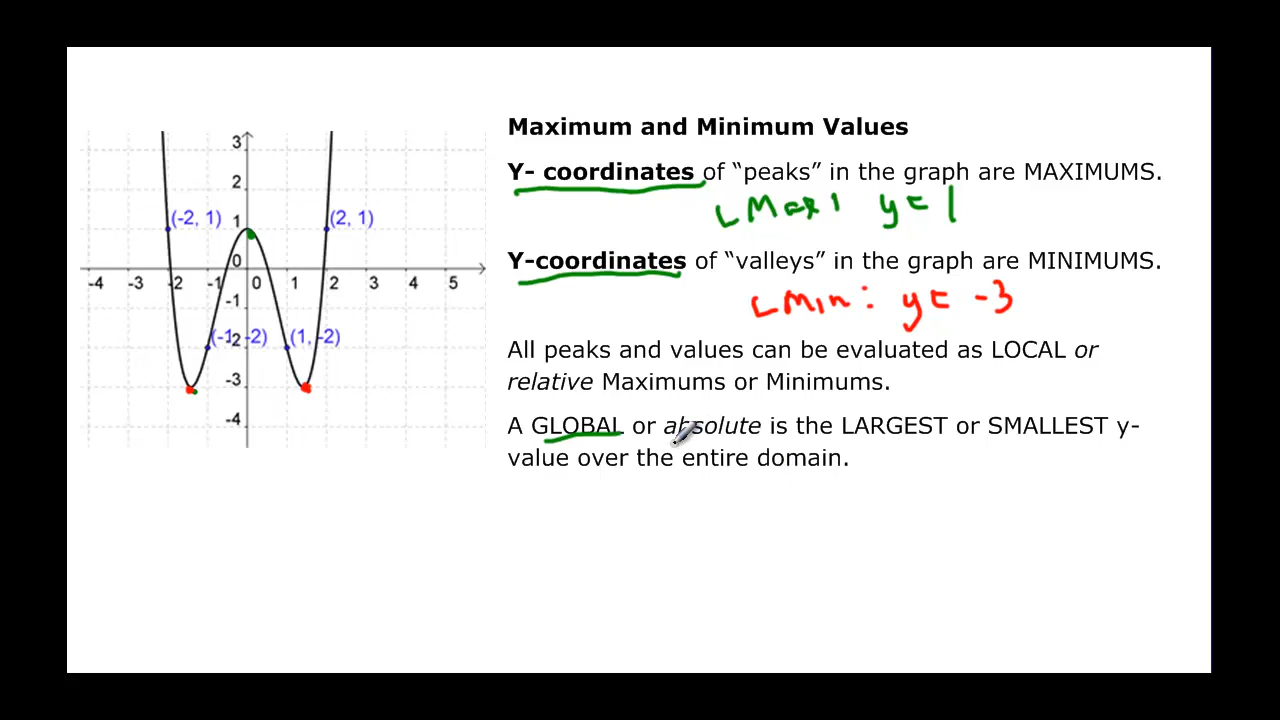 Maximum and Minimum Values
Y- coordinates of “peaks” in the graph are MAXIMUMS.
LMax: y = 1
Y-coordinates of “valleys” in the graph are MINIMUMS.
LMin: y = -3
All peaks and values can be evaluated as LOCAL or
relative Maximums or Minimums.
A GLOBAL or absolute is the LARGEST or SMALLEST y-
value over the entire domain.
3
2
1
(-2, 1)
(2, 1)
0
-4 -3 -2 -1 0 1 2 3 4 5
-1
-2
(-1, -2)
(1, -2)
-3
-4